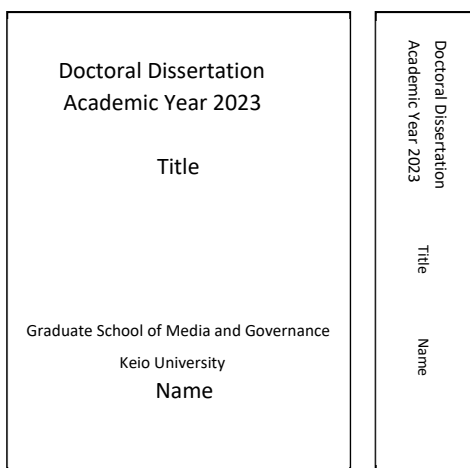 Doctoral Dissertation
Academic Year 2023
Title
Graduate School of Media and Governance
Keio University
Name
Doctoral Dissertation
Academic Year 2023
Title
Name